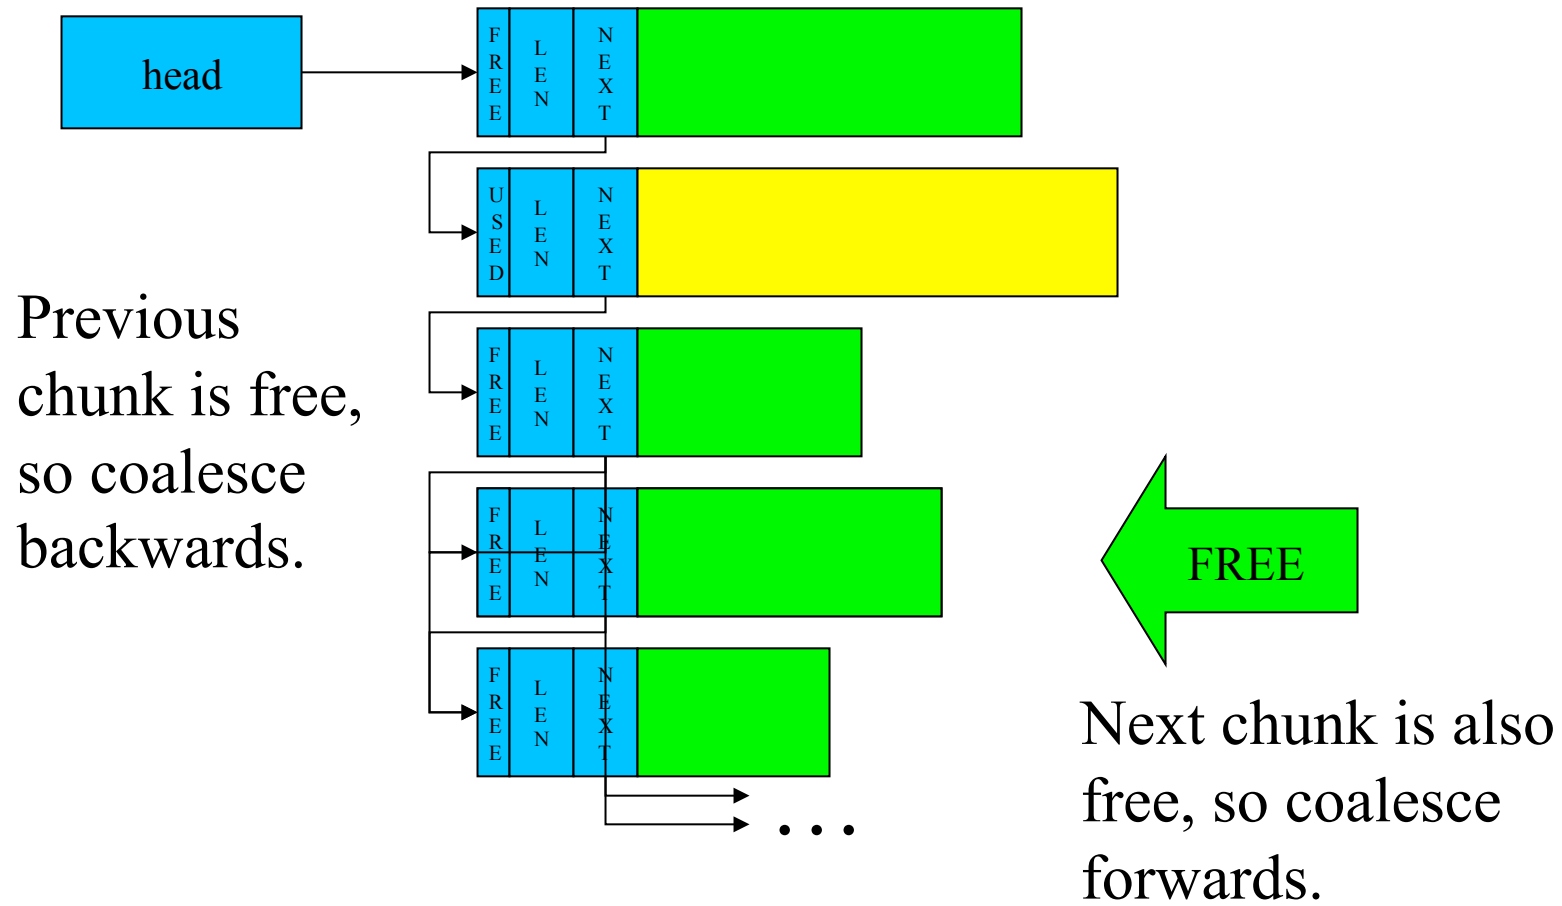 head
FREE LEN NEXT
USED LEN NEXT
FREE LEN NEXT
Previous
chunk is free,
so coalesce
backwards.
FREE LEN NEXT
FREE
FREE LEN NEXT
Next chunk is also
free, so coalesce
forwards.
...